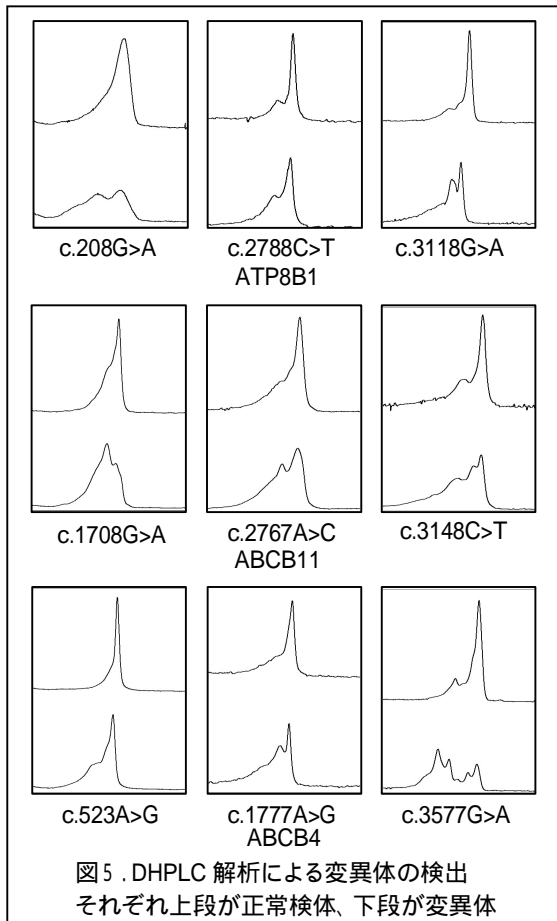 c.208G>A c.2788C>T c.3118G>A
ATP8B1
c.1708G>A c.2767A>C c.3148C>T
ABCB11
c.523A>G c.1777A>G c.3577G>A
ABCB4
図5．DHPLC 解析による変異体の検出
それぞれ上段が正常検体、下段が変異体